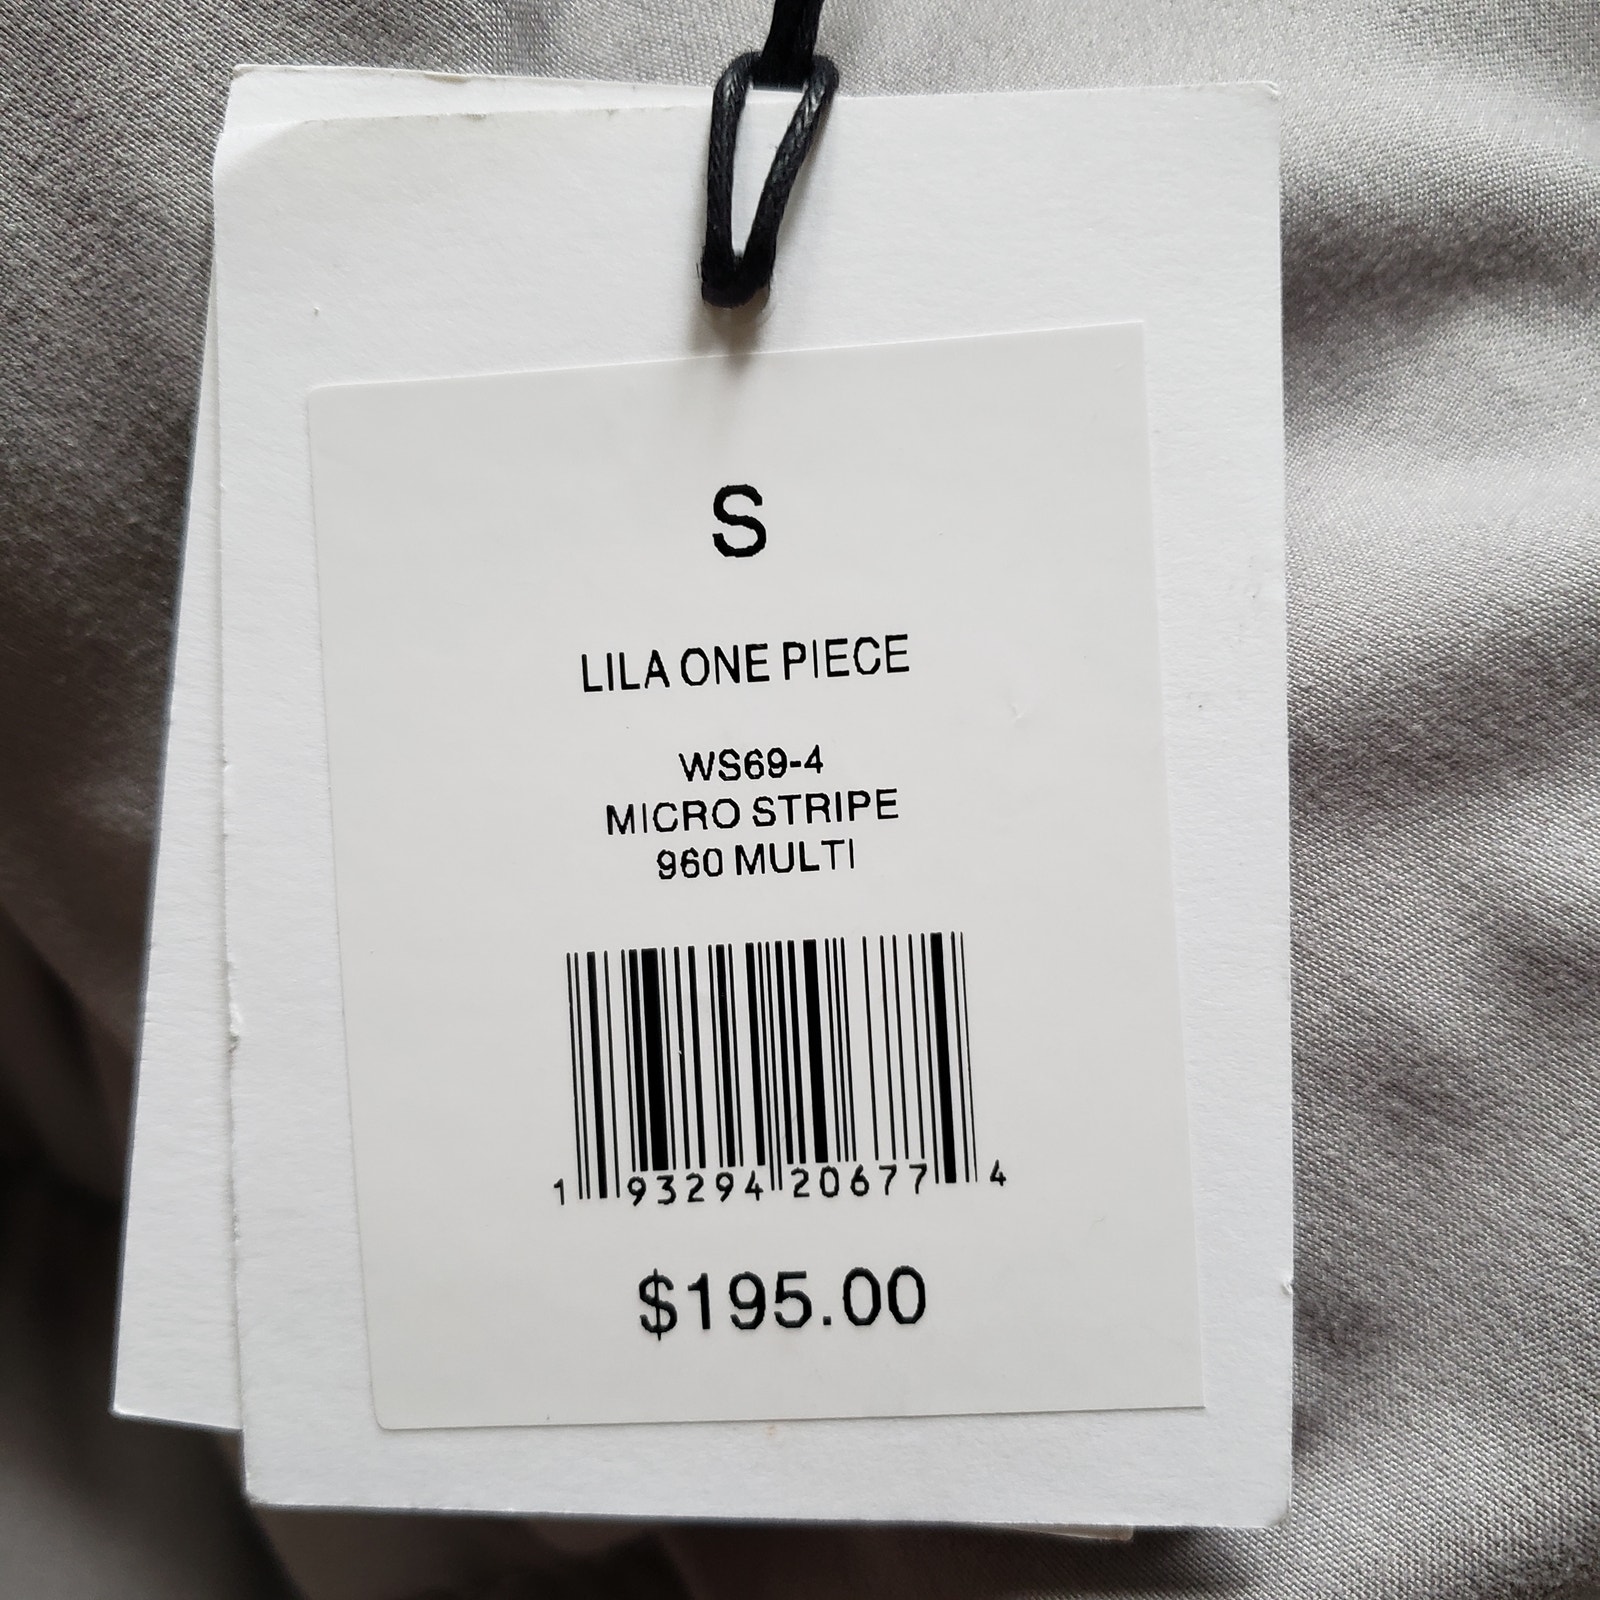 S
LILA ONE PIECE
WS69-4
MICRO STRIPE
960 MULTI
1 93294 20677 4
$195.00